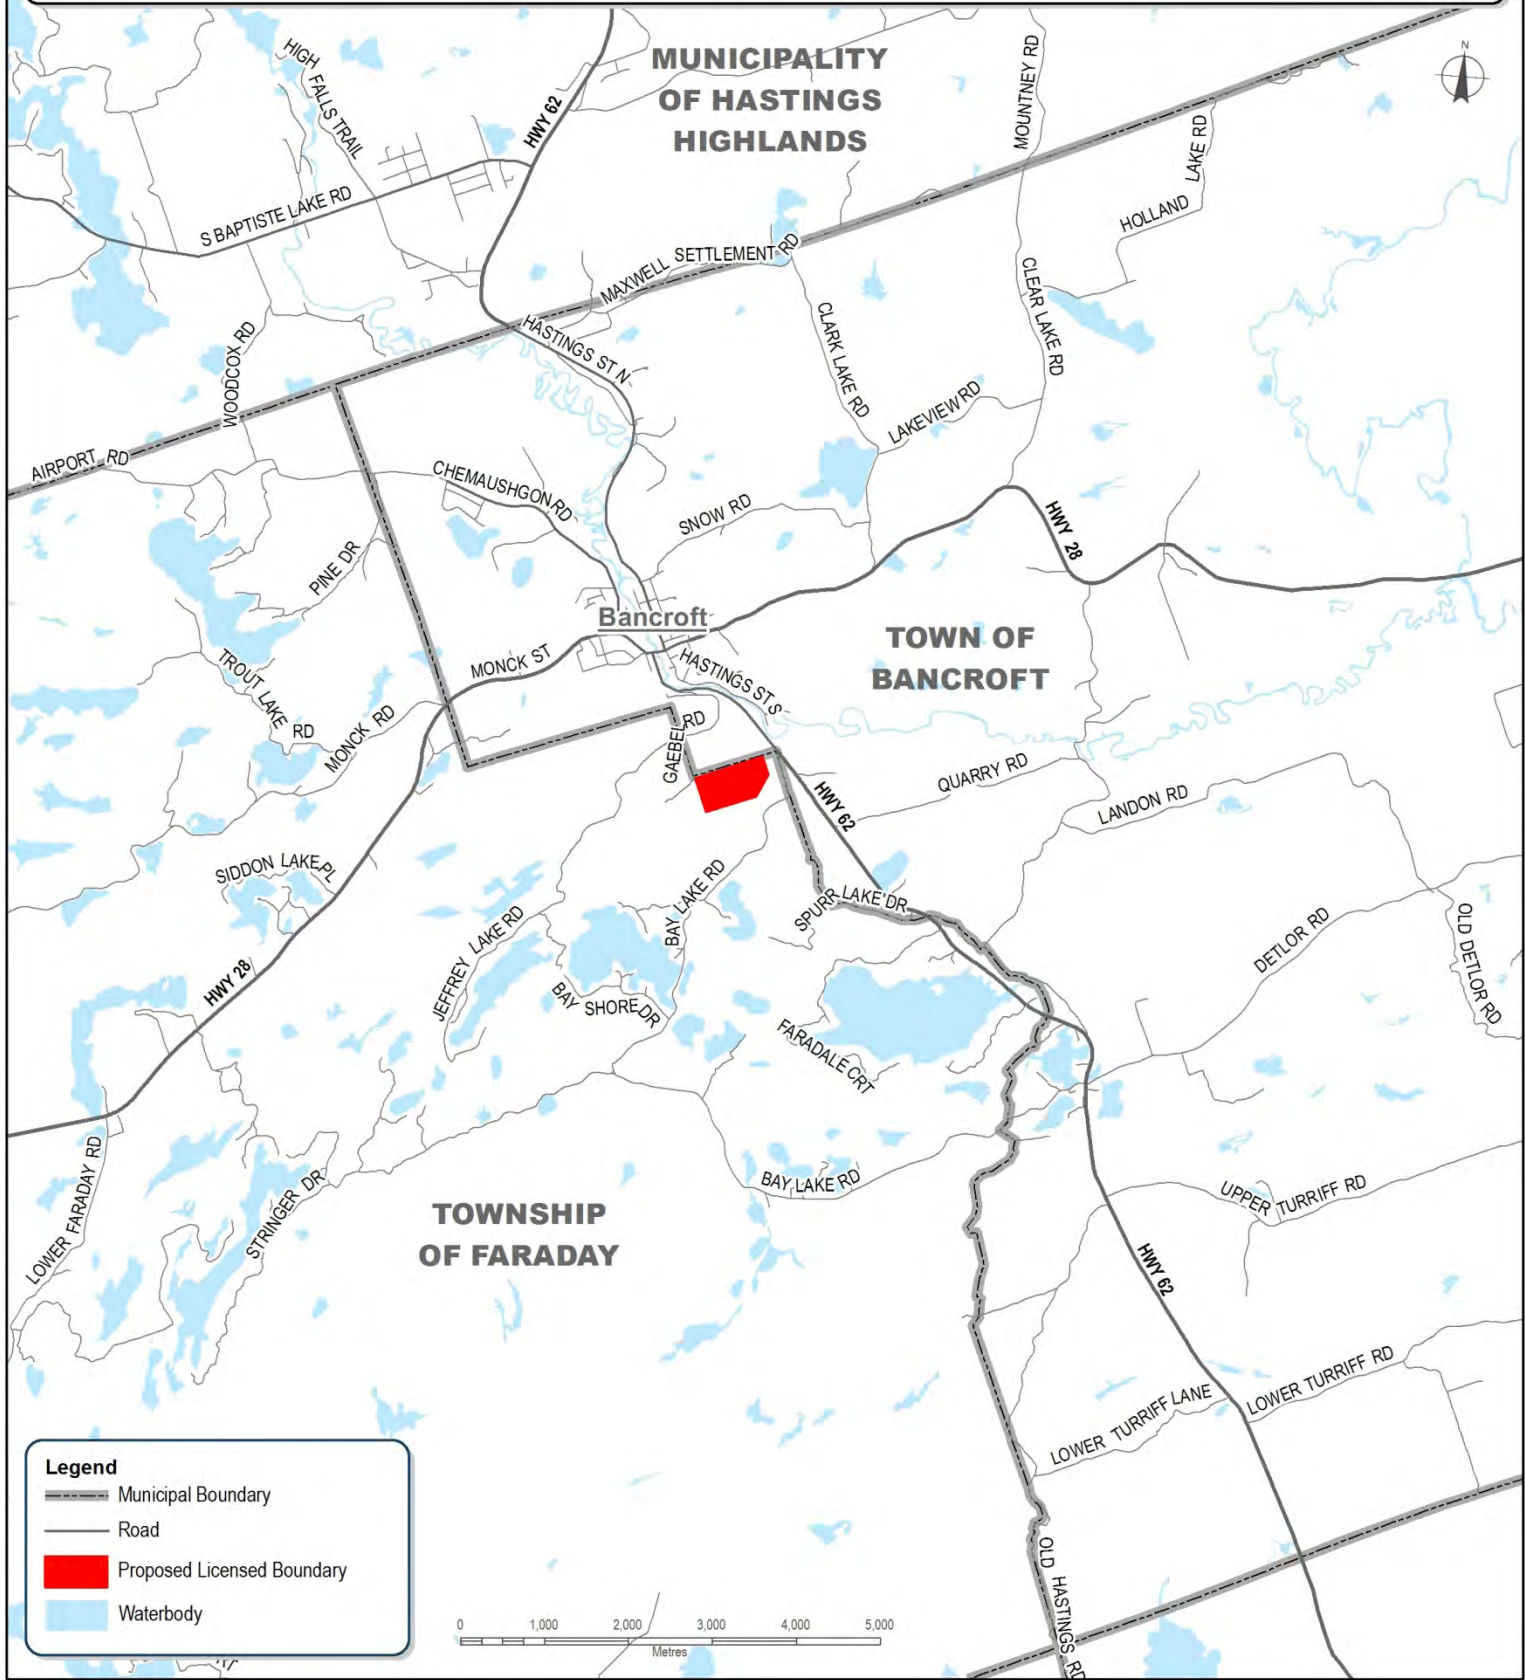 MUNICIPALITY
OF HASTINGS
HIGHLANDS
N
HIGH
FALLS TRAIL
HWY 62
MOUNTNEY RD
LAKE RD
HOLLAND
S BAPTISTE LAKE RD
MAXWELL SETTLEMENT RD
CLEAR LAKE RD
HASTINGS ST N
CLARK LAKE RD
WOODCOX RD
LAKEVIEW RD
AIRPORT RD
CHEMAUSHGON RD
SNOW RD
HWY 28
PINE DR
Bancroft
TOWN OF
BANCROFT
MONCK ST
HASTINGS ST S
TROUT LAKE
RD
MONCK RD
GAEBEL RD
QUARRY RD
HWY 62
LANDON RD
SIDDON LAKE PL
BAY LAKE RD
SPURR LAKE DR
JEFFREY LAKE RD
DETLOR RD
OLD DETLOR RD
HWY 28
BAY SHORE DR
FARADALE CRT
LOWER FARADAY RD
STRINGER DR
BAY LAKE RD
UPPER TURRIFF RD
TOWNSHIP
OF FARADAY
HWY 62
LOWER TURRIFF RD
LOWER TURRIFF LANE
OLD HASTINGS RD
Legend
Municipal Boundary
Road
Proposed Licensed Boundary
Waterbody
0 1,000 2,000 3,000 4,000 5,000
Metres